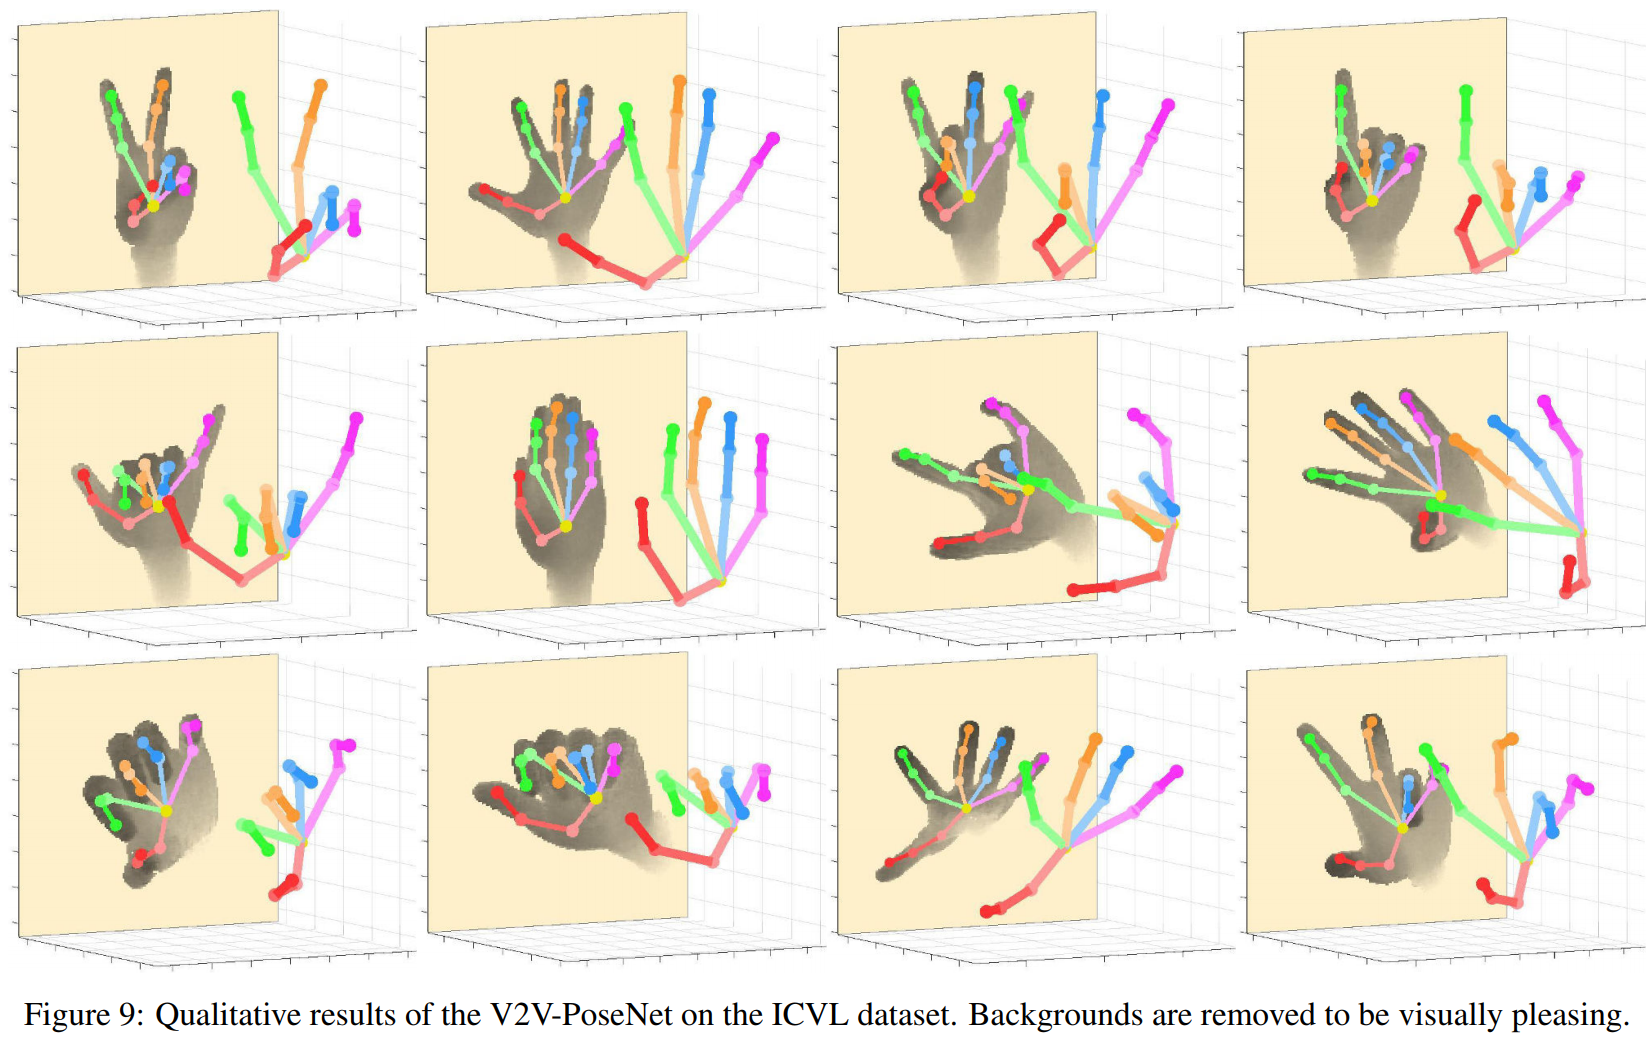 Figure 9: Qualitative results of the V2V-PoseNet on the ICVL dataset. Backgrounds are removed to be visually pleasing.